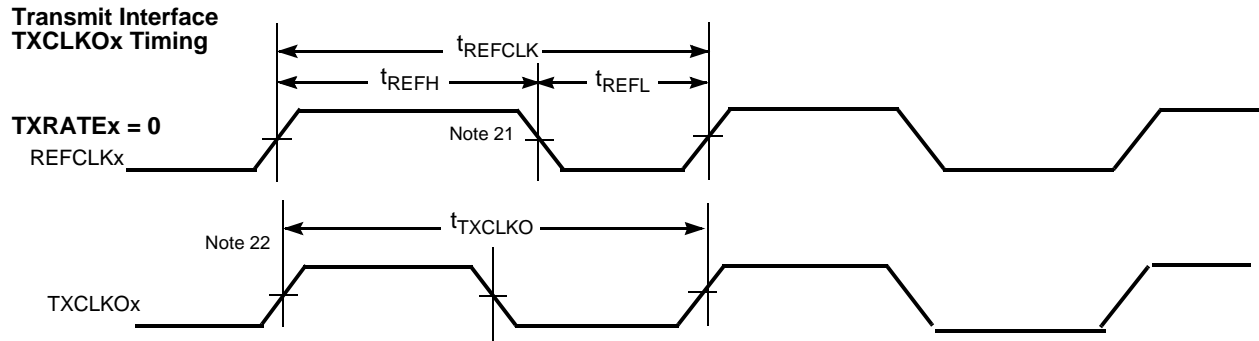 Transmit Interface
TXCLKOx Timing
tREFCLK
tREFH
tREFL
TXRATEx = 0
Note 21
REFCLKx
tTXCLKO
Note 22
TXCLKOx